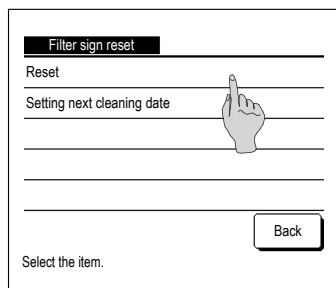 Filter sign reset
Reset
Setting next cleaning date
Back
Select the item.